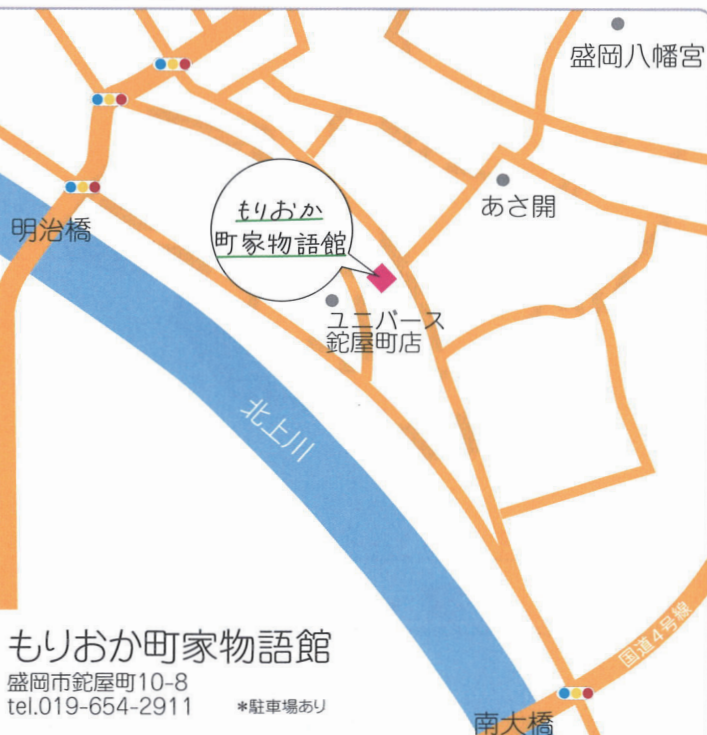 盛岡八幡宮
あさ開
もりおか
町家物語館
明治橋
ユニバース
鉈屋町店
北上川
国道4号線
もりおか町家物語館
盛岡市鉈屋町10-8
tel.019-654-2911
*駐車場あり
南大橋